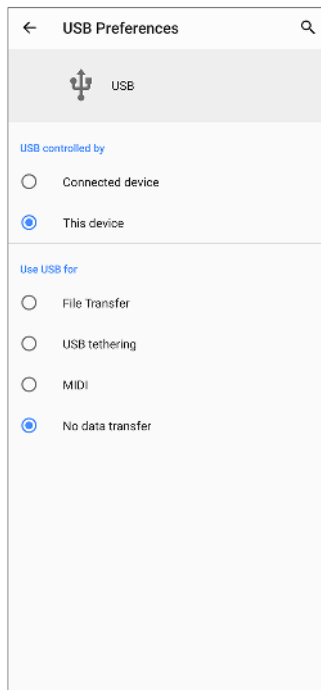 USB Preferences
USB
USB controlled by
Connected device
This device
Use USB for
File Transfer
USB tethering
MIDI
No data transfer